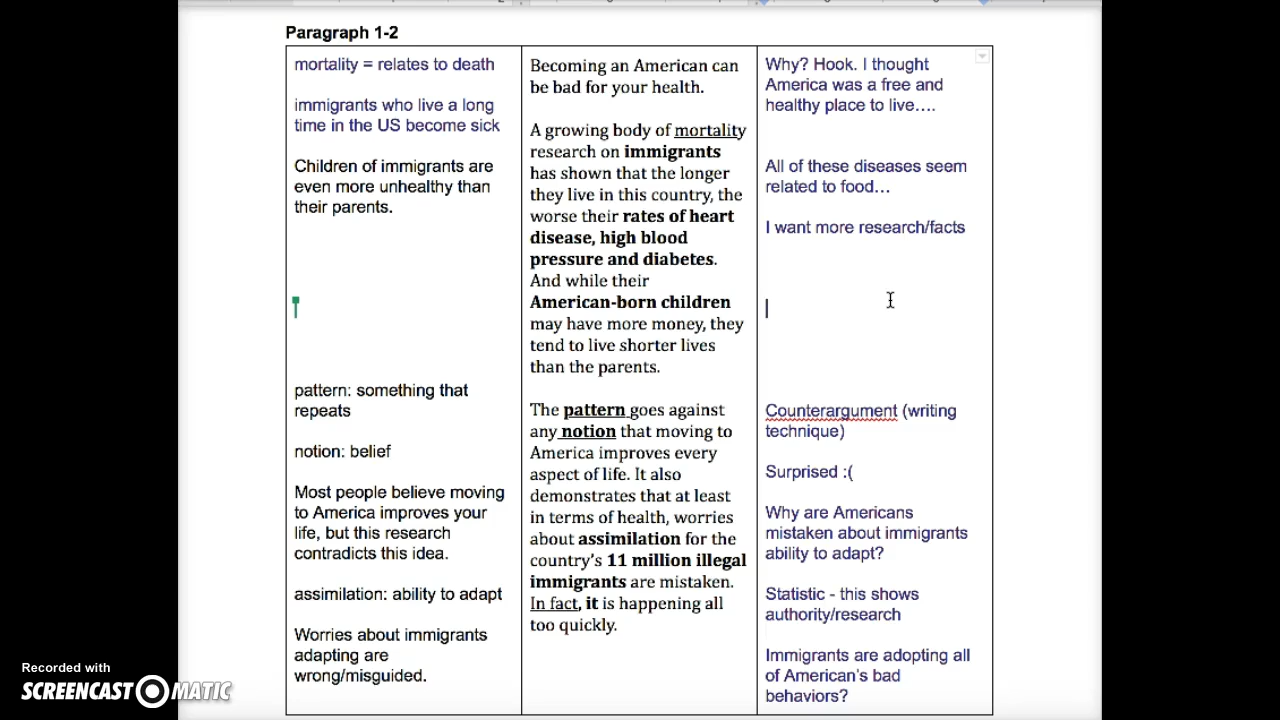 Paragraph 1-2
mortality = relates to death
immigrants who live a long
time in the US become sick
Children of immigrants are
even more unhealthy than
their parents.
pattern: something that
repeats
notion: belief
Most people believe moving
to America improves your
life, but this research
contradicts this idea.
assimilation: ability to adapt
Worries about immigrants
adapting are
wrong/misguided.
Becoming an American can
be bad for your health.
A growing body of mortality
research on immigrants
has shown that the longer
they live in this country, the
worse their rates of heart
disease, high blood
pressure and diabetes.
And while their
American-born children
may have more money, they
tend to live shorter lives
than the parents.
The pattern goes against
any notion that moving to
America improves every
aspect of life. It also
demonstrates that at least
in terms of health, worries
about assimilation for the
country's 11 million illegal
immigrants are mistaken.
In fact, it is happening all
too quickly.
Why? Hook. I thought
America was a free and
healthy place to live....
All of these diseases seem
related to food...
I want more research/facts
Counterargument (writing
technique)
Surprised :(
Why are Americans
mistaken about immigrants
ability to adapt?
Statistic - this shows
authority/research
Immigrants are adopting all
of American's bad
behaviors?
Recorded with
SCREENCAST O MATIC